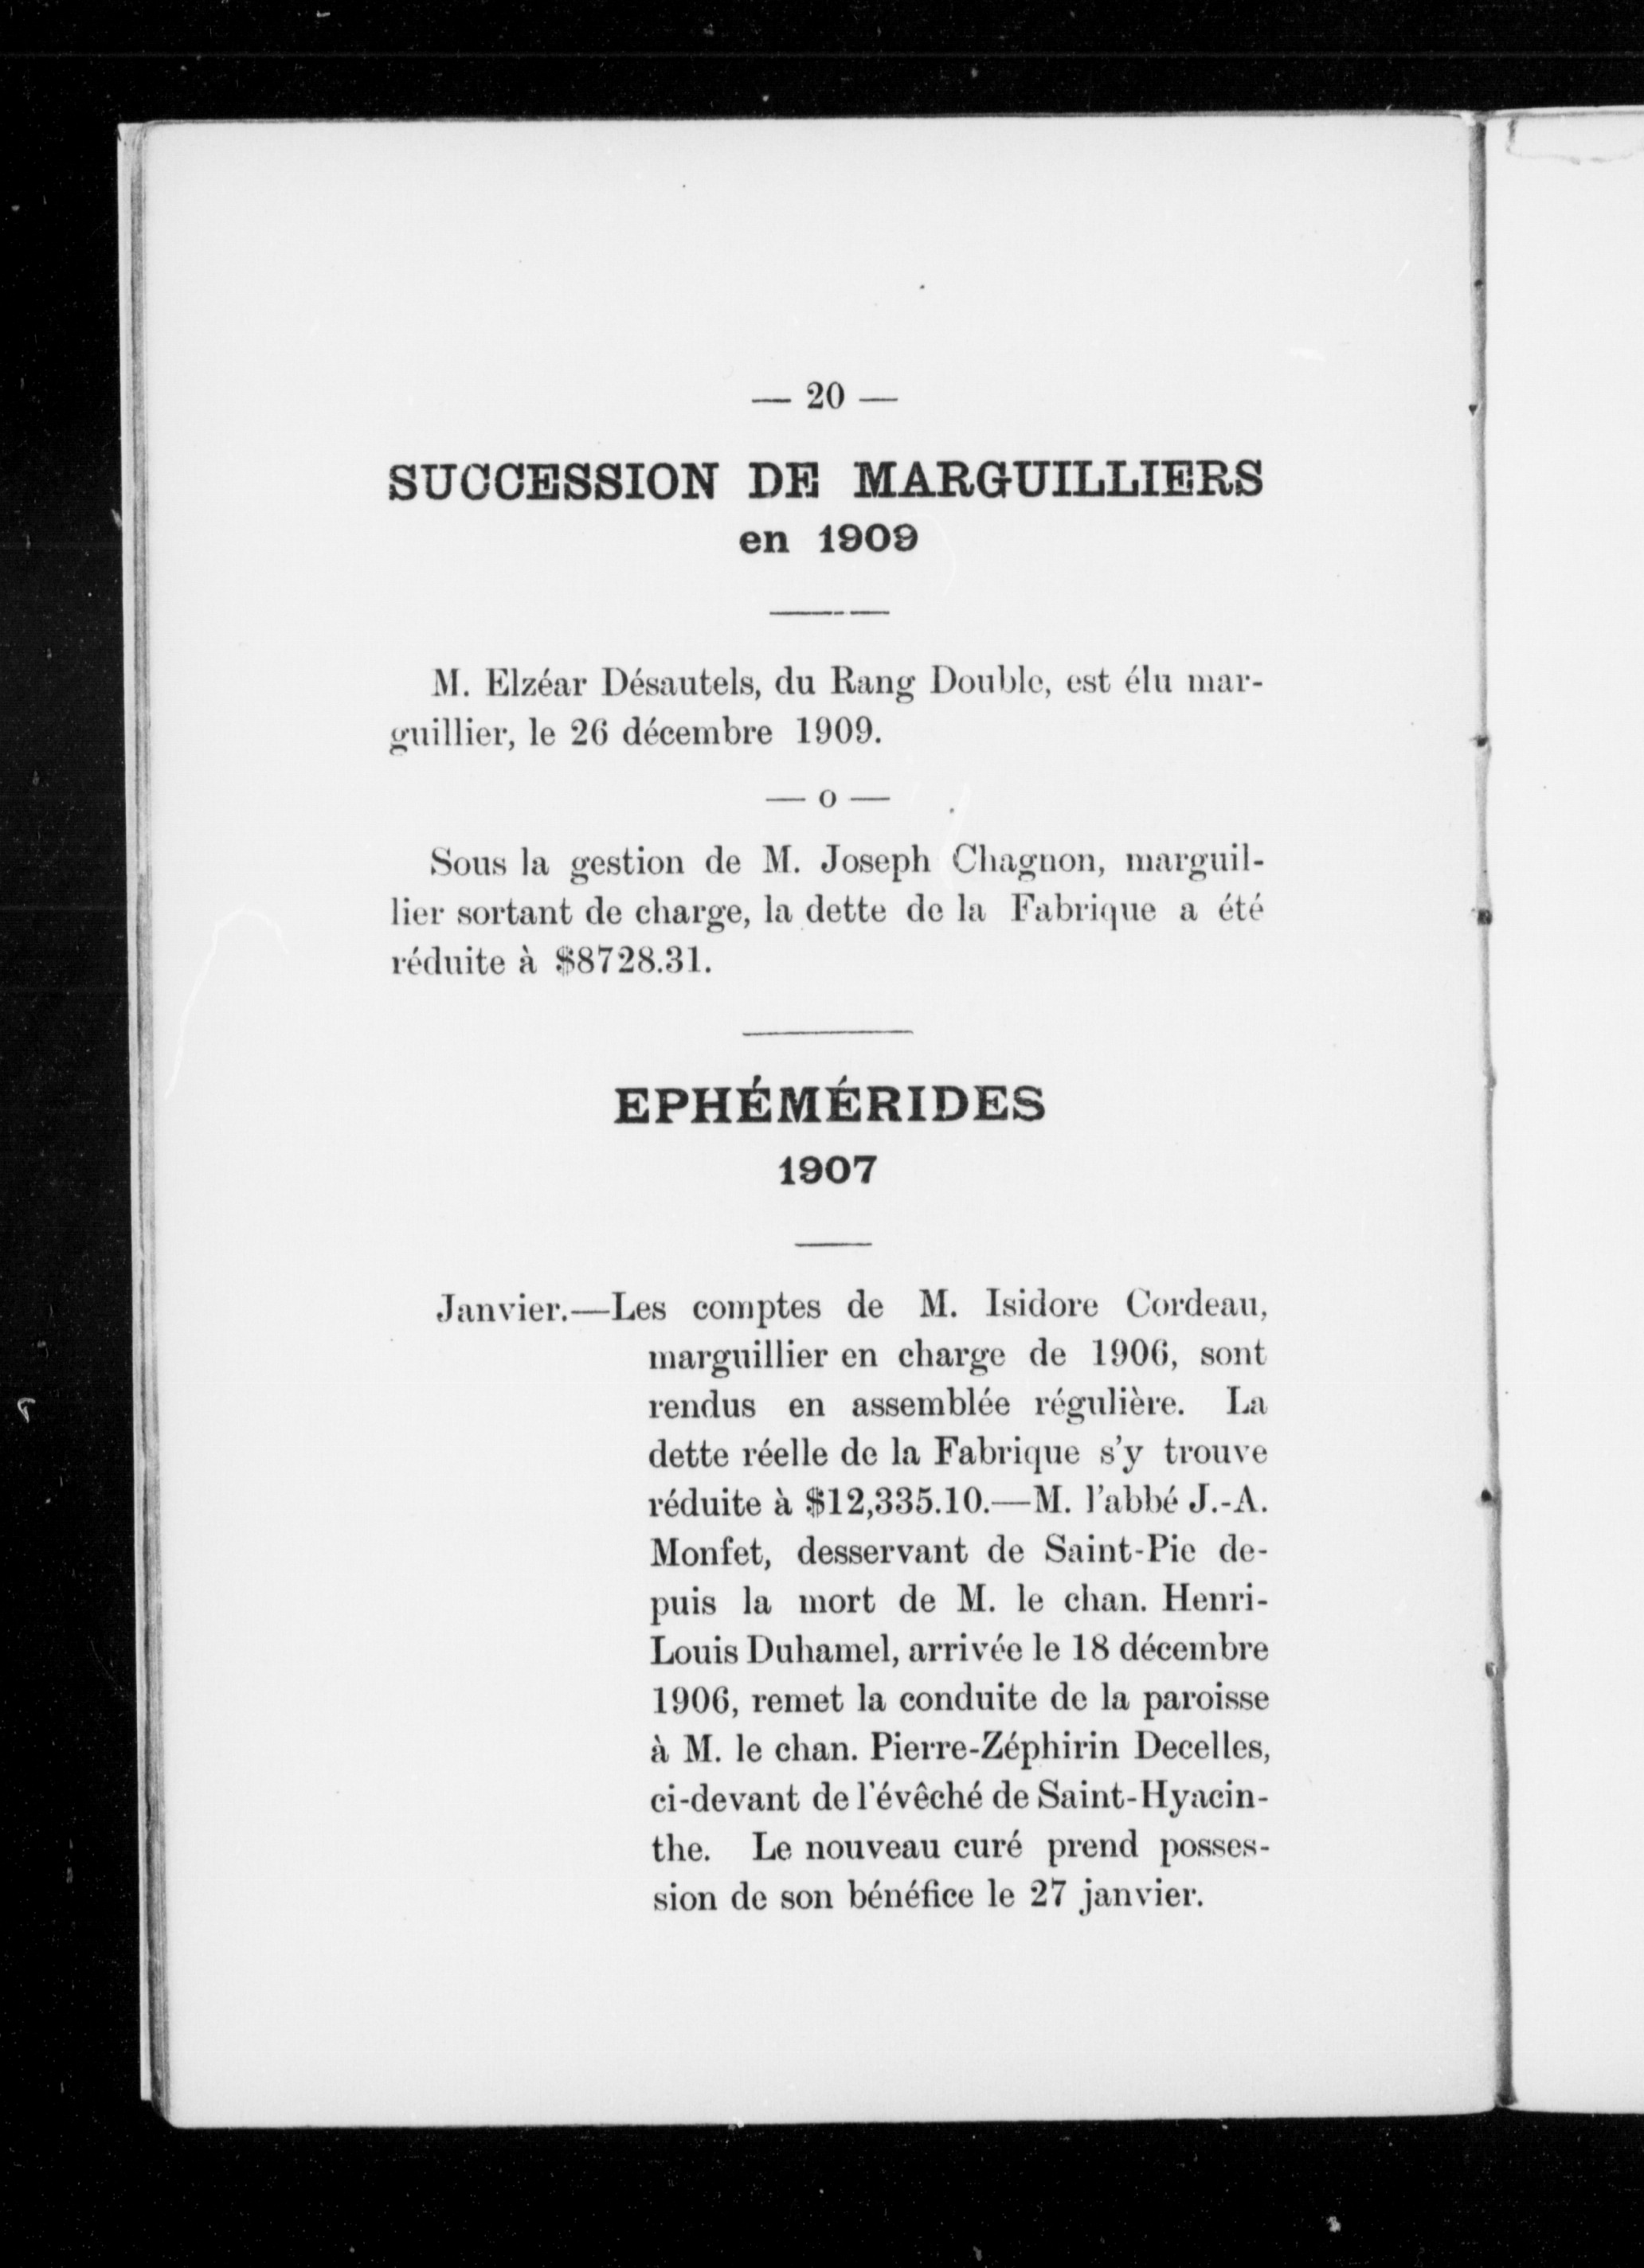 — 20 —
SUCCESSION DE MARGUILLIERS
en 1909
M. Elzéar Désautels, du Rang Double, est élu mar-
guillier, le 26 décembre 1909.
— o —
Sous la gestion de M. Joseph Chagnon, marguil-
lier sortant de charge, la dette de la Fabrique a été
réduite à $8728.31.
EPHÉMÉRIDES
1907
Janvier.—Les comptes de M. Isidore Cordeau,
marguillier en charge de 1906, sont
rendus en assemblée régulière. La
dette réelle de la Fabrique s'y trouve
réduite à $12,335.10.—M. l'abbé J.-A.
Monfet, desservant de Saint-Pie de-
puis la mort de M. le chan. Henri-
Louis Duhamel, arrivée le 18 décembre
1906, remet la conduite de la paroisse
à M. le chan. Pierre-Zéphirin Decelles,
ci-devant de l'évêché de Saint-Hyacin-
the. Le nouveau curé prend posses-
sion de son bénéfice le 27 janvier.